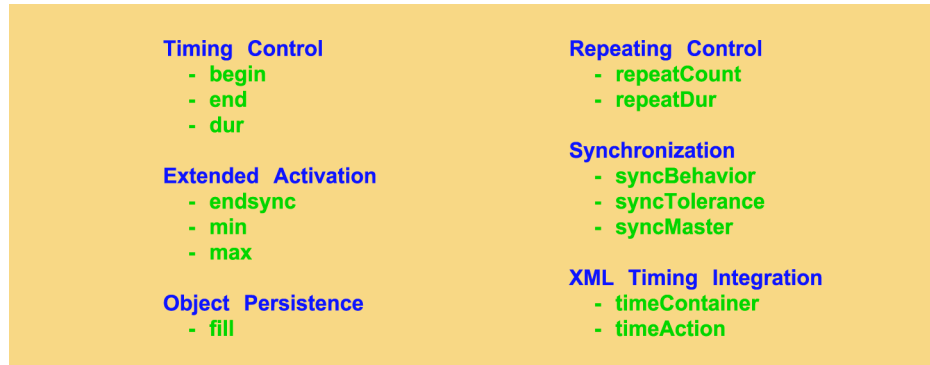 Timing Control
- begin
- end
- dur
Extended Activation
- endsync
- min
- max
Object Persistence
- fill
Repeating Control
- repeatCount
- repeatDur
Synchronization
- syncBehavior
- syncTolerance
- syncMaster
XML Timing Integration
- timeContainer
- timeAction